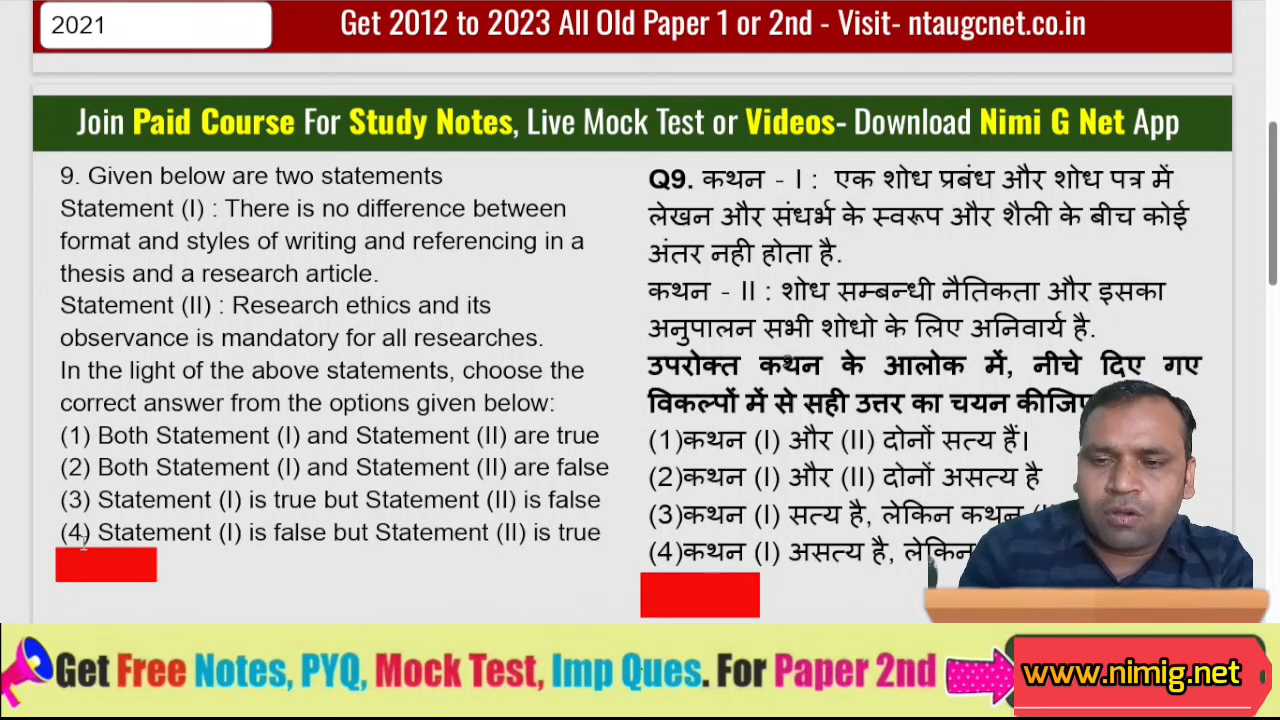 2021
Get 2012 to 2023 All Old Paper 1 or 2nd - Visit- ntaugcnet.co.in
Join Paid Course For Study Notes, Live Mock Test or Videos- Download Nimi G Net App
9. Given below are two statements
Statement (I) : There is no difference between
format and styles of writing and referencing in a
thesis and a research article.
Statement (II) : Research ethics and its
observance is mandatory for all researches.
In the light of the above statements, choose the
correct answer from the options given below:
(1) Both Statement (I) and Statement (II) are true
(2) Both Statement (I) and Statement (II) are false
(3) Statement (I) is true but Statement (II) is false
(4) Statement (I) is false but Statement (II) is true
Q9. कथन - I : एक शोध प्रबंध और शोध पत्र में
लेखन और संधर्भ के स्वरूप और शैली के बीच कोई
अंतर नही होता है.
कथन - II : शोध सम्बन्धी नैतिकता और इसका
अनुपालन सभी शोधो के लिए अनिवार्य है.
उपरोक्त कथन के आलोक में, नीचे दिए गए
विकल्पों में से सही उत्तर का चयन
(1)कथन (I) और (II) दोनों सत्य हैं।
(2)कथन (I) और (II) दोनों असत्य है
(3)कथन (I) सत्य है, लेकिन कथन
(4)कथन (I) असत्य है, लेकिन
Get Free Notes, PYQ, Mock Test, Imp Ques. For Paper 2nd
www.nimig.net